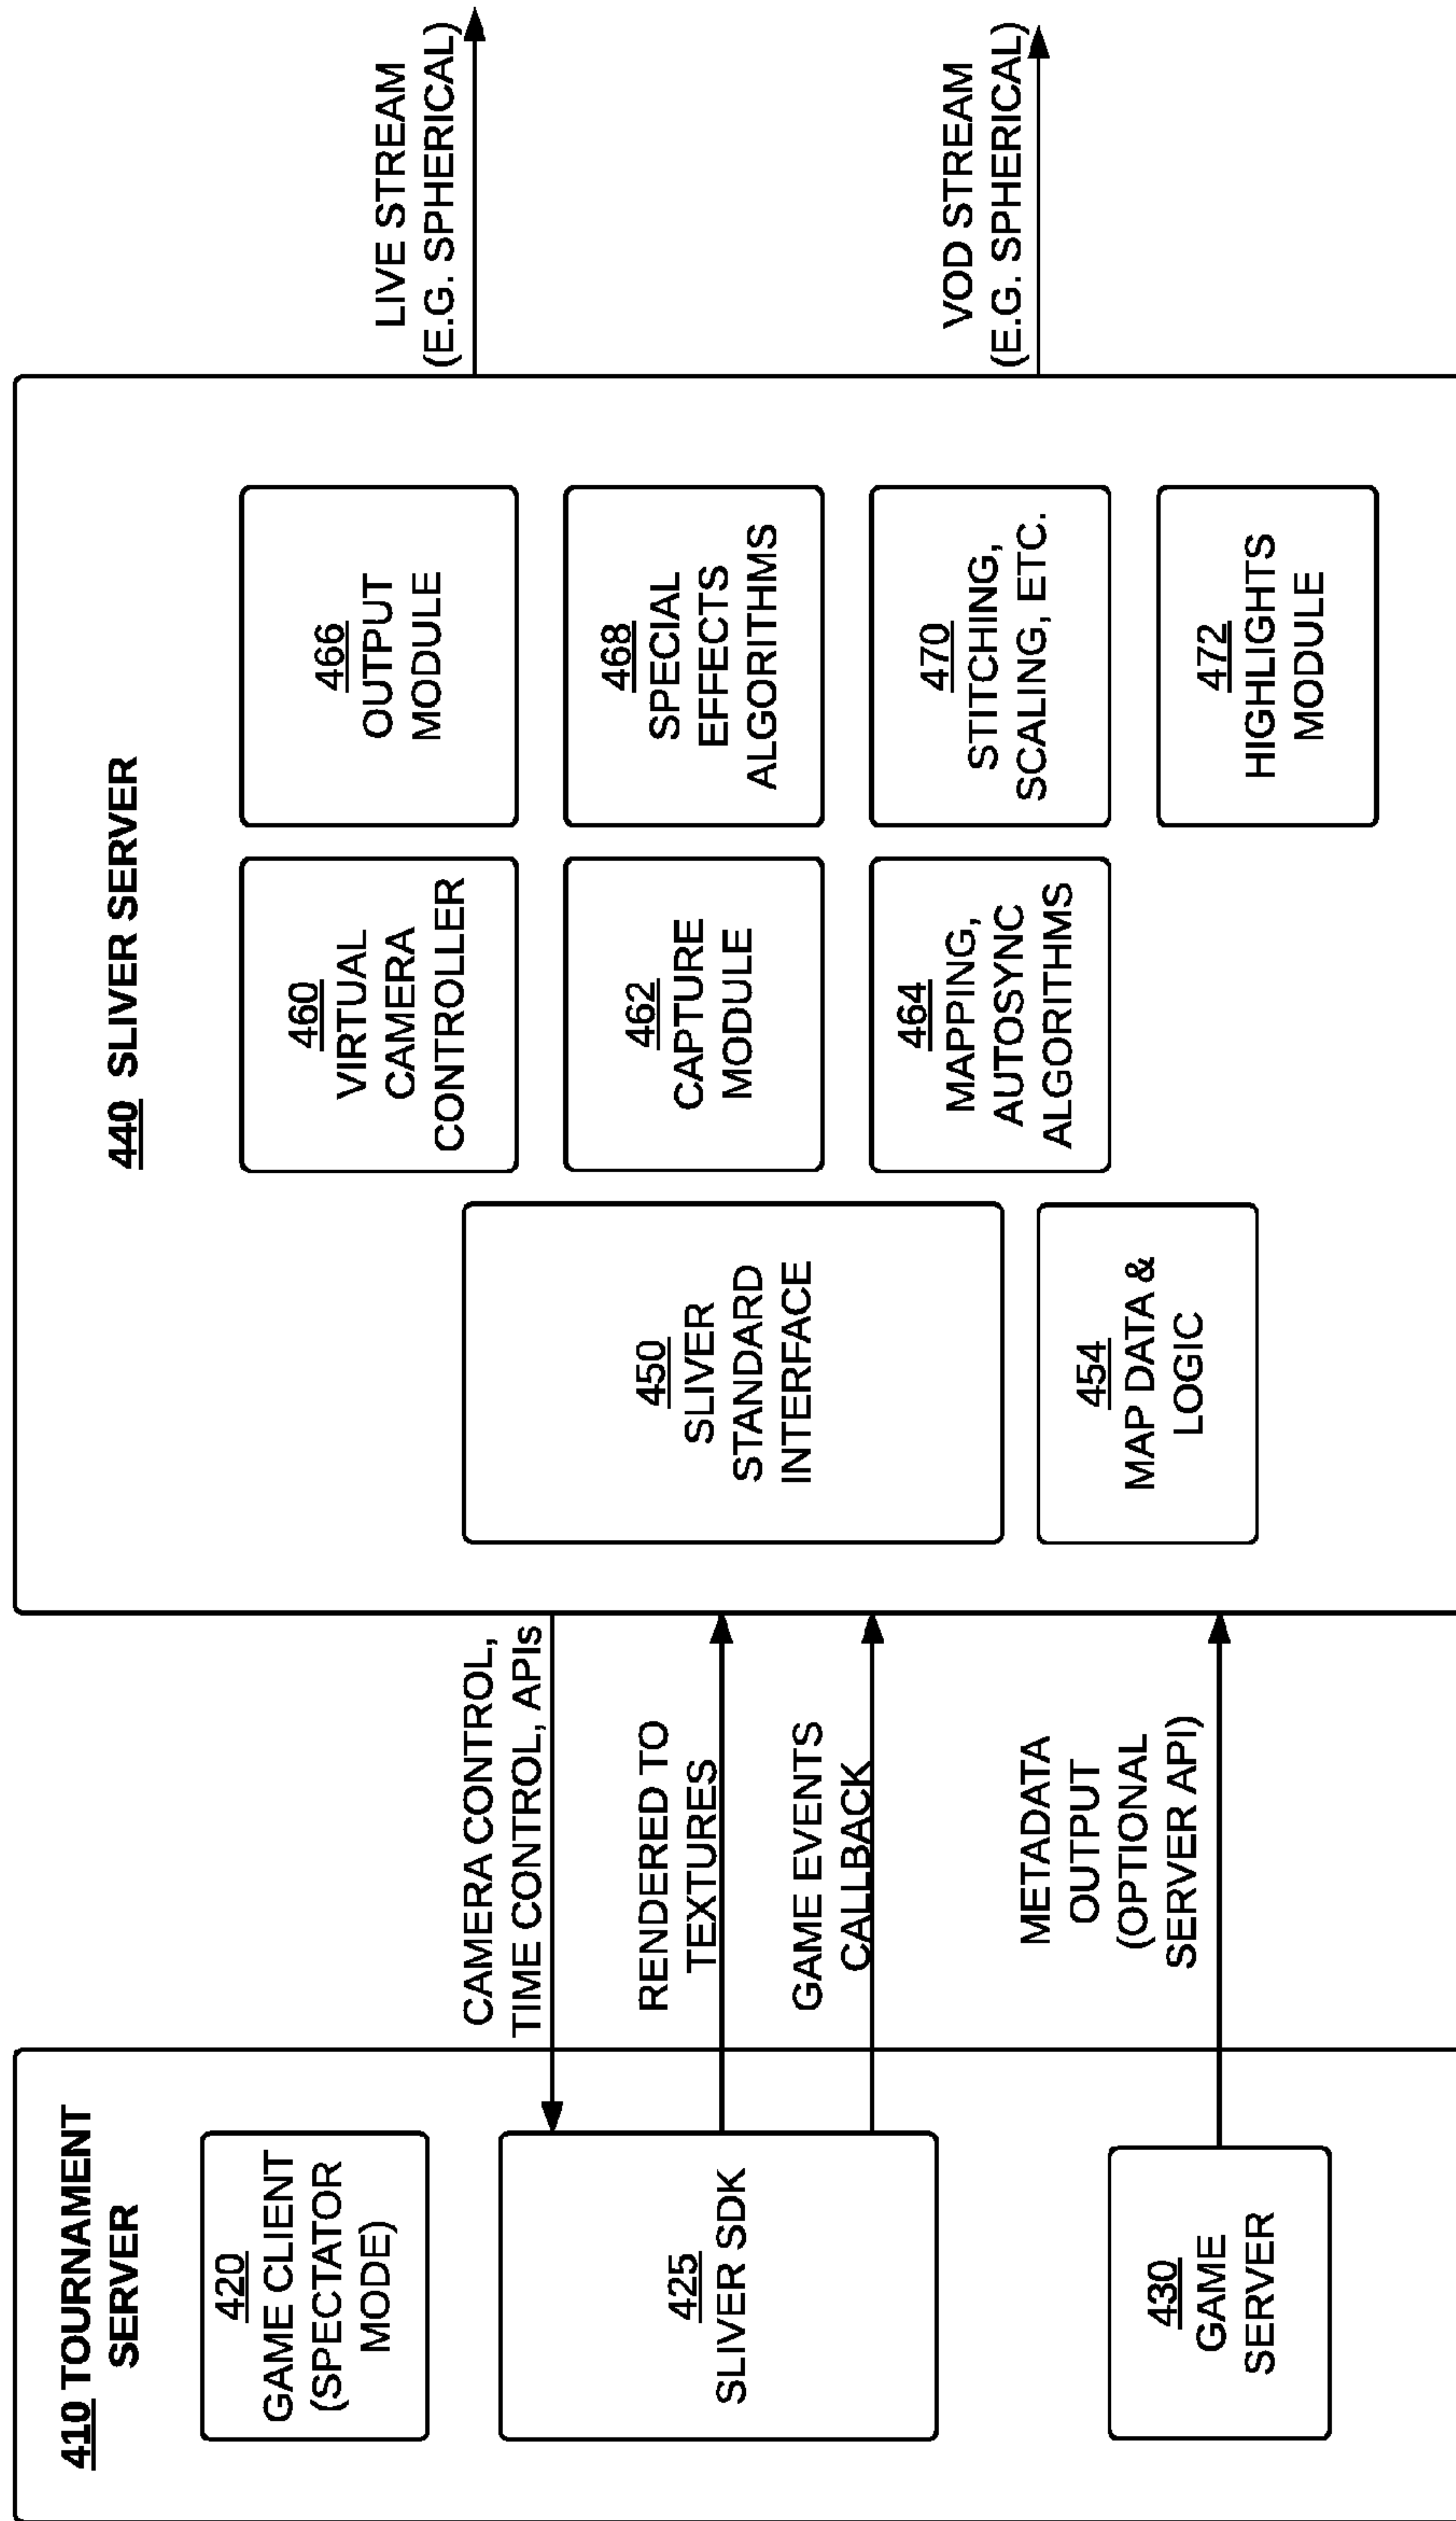 410 TOURNAMENT
SERVER
420
GAME CLIENT
(SPECTATOR
MODE)
425
SLIVER SDK
430
GAME
SERVER
CAMERA CONTROL,
TIME CONTROL, APIs
RENDERED TO
TEXTURES
GAME EVENTS
CALLBACK
METADATA
OUTPUT
(OPTIONAL
SERVER API)
440 SLIVER SERVER
450
SLIVER
STANDARD
INTERFACE
454
MAP DATA &
LOGIC
460
VIRTUAL
CAMERA
CONTROLLER
462
CAPTURE
MODULE
464
MAPPING,
AUTOSYNC
ALGORITHMS
466
OUTPUT
MODULE
468
SPECIAL
EFFECTS
ALGORITHMS
470
STITCHING,
SCALING, ETC.
472
HIGHLIGHTS
MODULE
LIVE STREAM
(E.G. SPHERICAL)
VOD STREAM
(E.G. SPHERICAL)